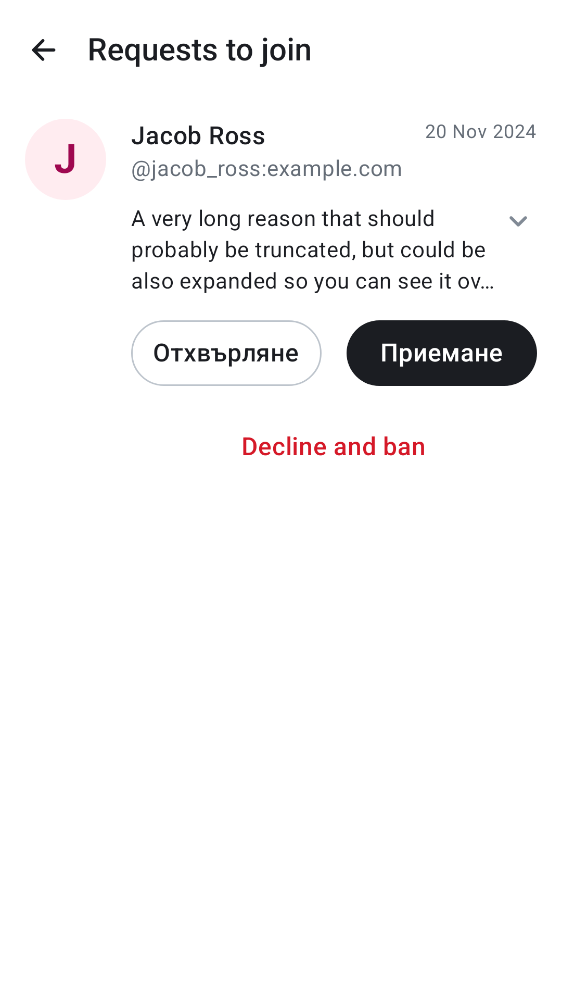 Requests to join
J
Jacob Ross
20 Nov 2024
@jacob_ross:example.com
A very long reason that should
probably be truncated, but could be
also expanded so you can see it ov…
Отхвърляне
Приемане
Decline and ban